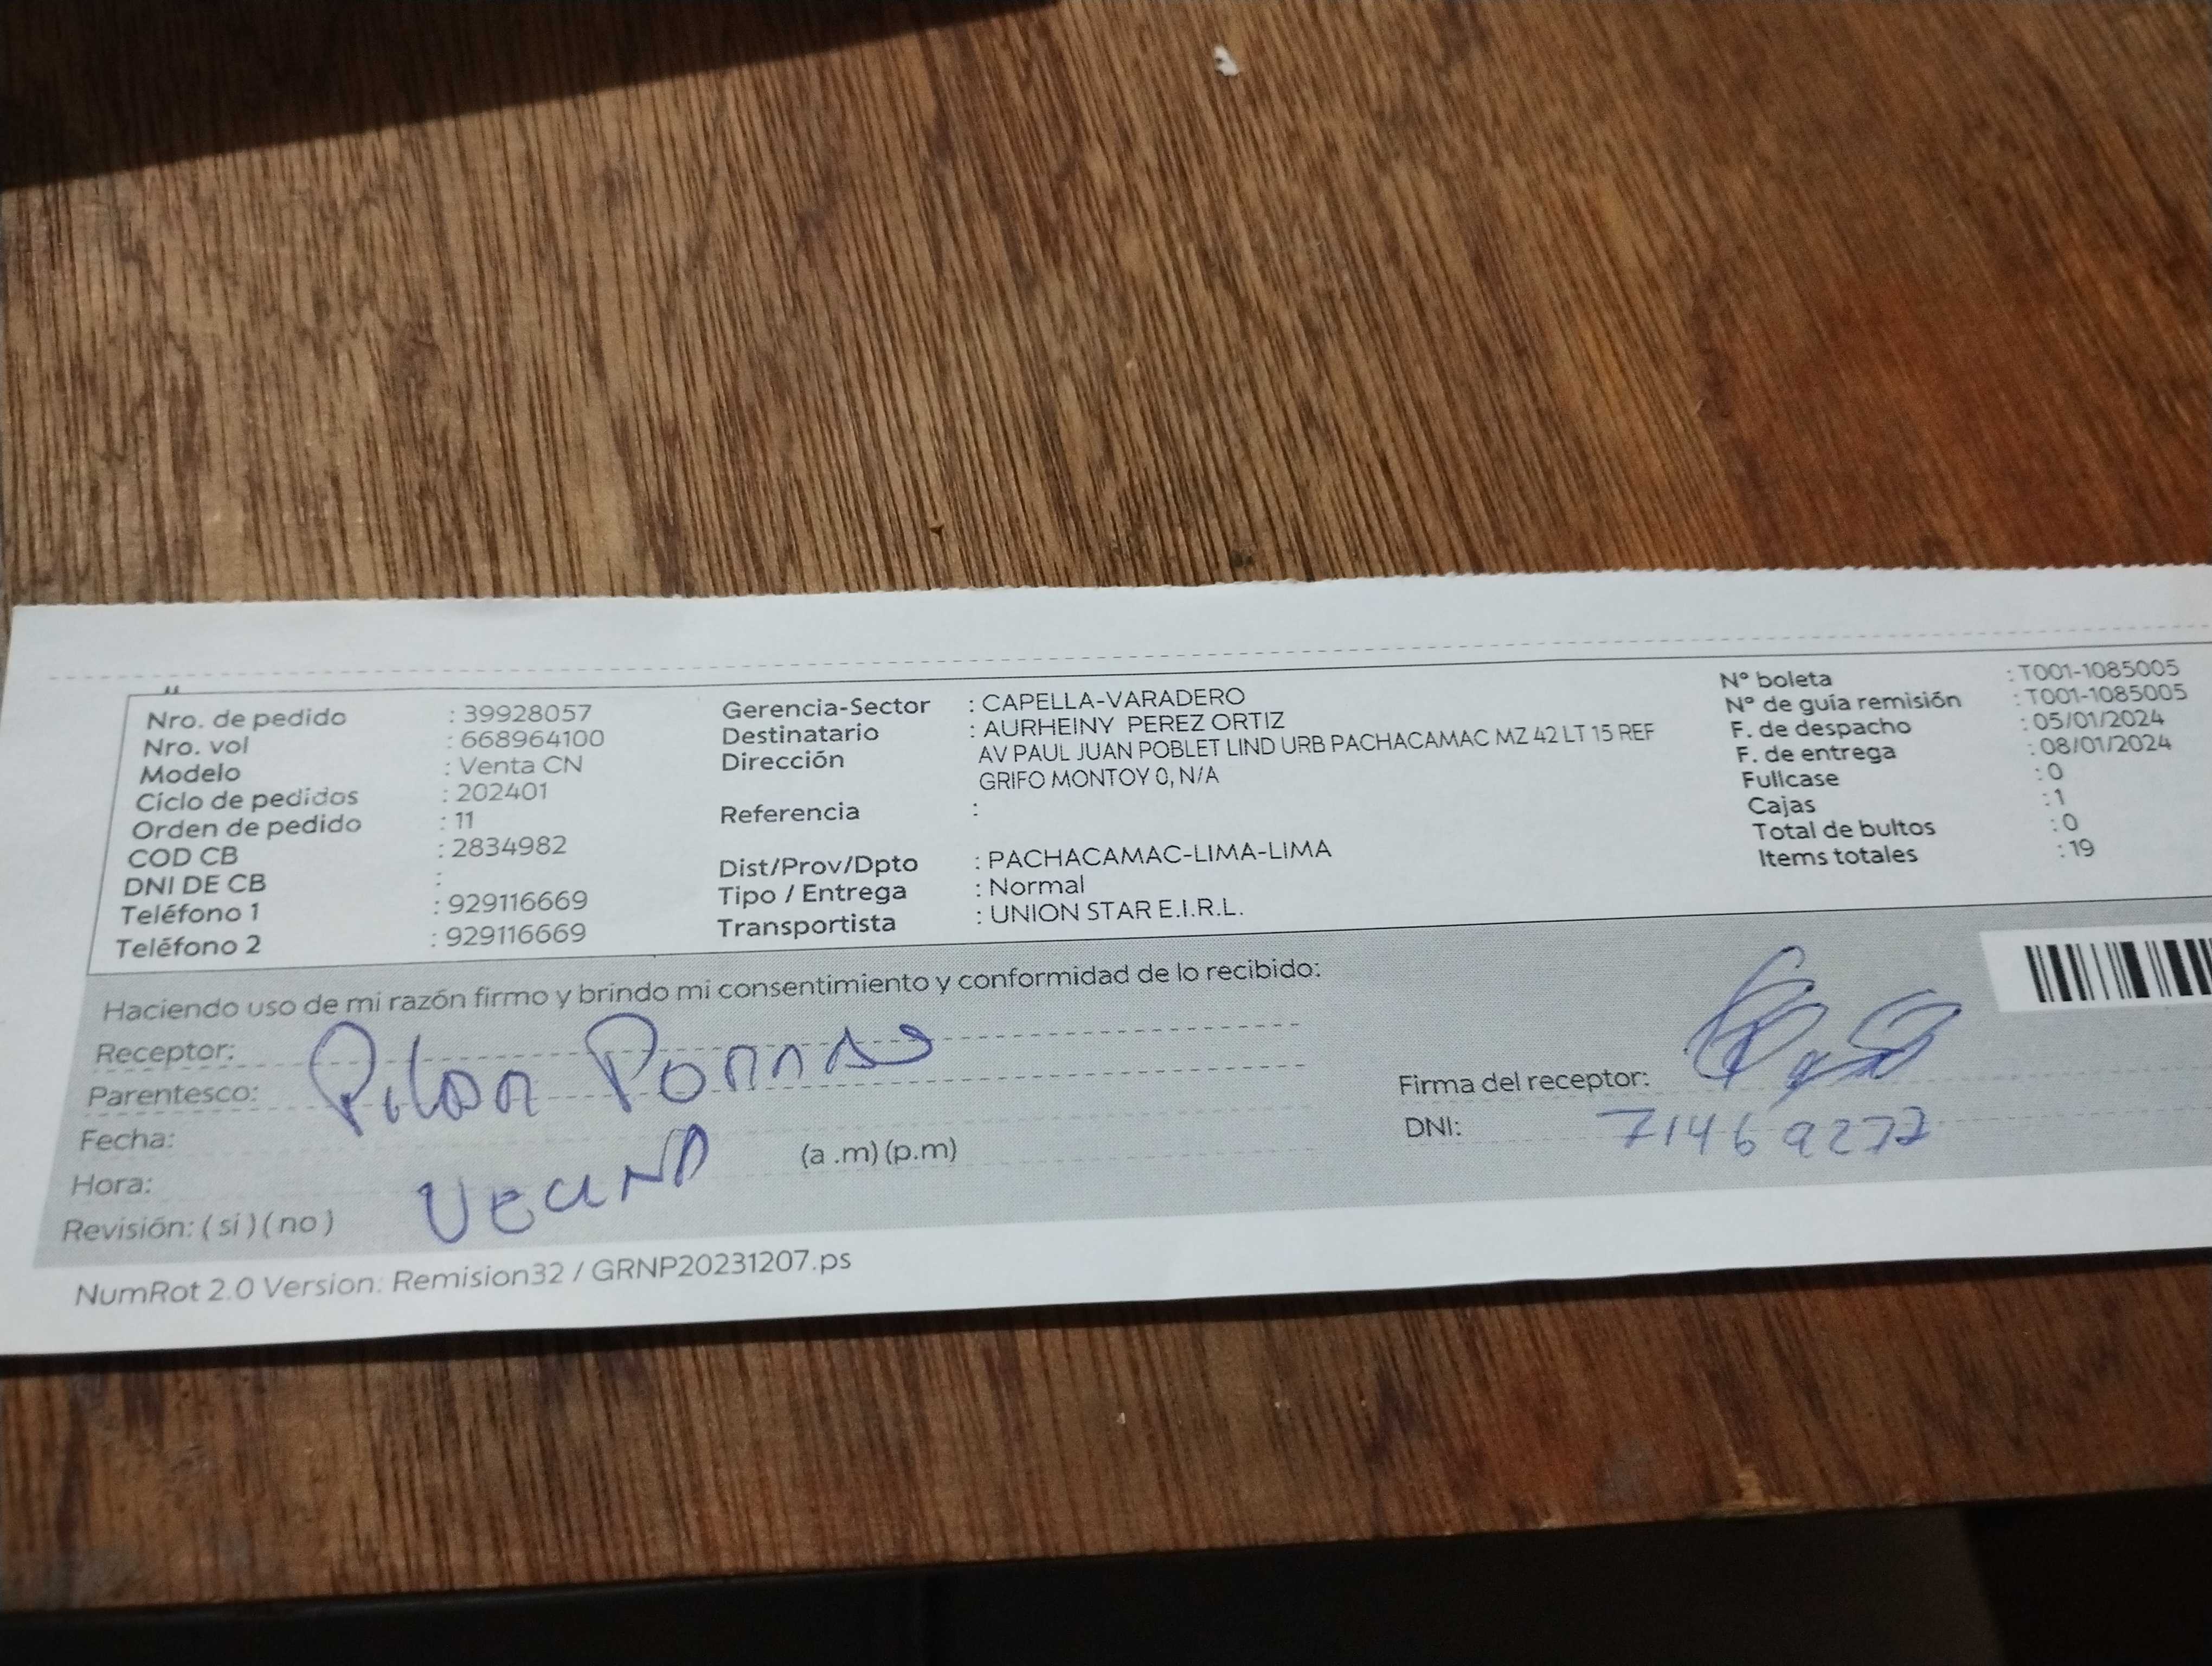 Nro. de pedido : 39928057
Nro. vol : 668964100
Modelo : Venta CN
Ciclo de pedidos : 202401
Orden de pedido : 11
COD CB : 2834982
DNI DE CB :
Teléfono 1 : 929116669
Teléfono 2 : 929116669
Gerencia-Sector : CAPELLA-VARADERO
Destinatario : AURHEINY PEREZ ORTIZ
Dirección AV PAUL JUAN POBLET LIND URB PACHACAMAC MZ 42 LT 15 REF
GRIFO MONTOY 0, N/A
Referencia :
Dist/Prov/Dpto : PACHACAMAC-LIMA-LIMA
Tipo / Entrega : Normal
Transportista : UNION STAR E.I.R.L.
N° boleta : T001-1085005
N° de guía remisión : T001-1085005
F. de despacho : 05/01/2024
F. de entrega : 08/01/2024
Fullcase : 0
Cajas : 1
Total de bultos : 0
Items totales : 19
Haciendo uso de mi razón firmo y brindo mi consentimiento y conformidad de lo recibido:
Receptor: Pilar Porras
Parentesco:
Fecha:
Hora: (a .m) (p.m)
Revisión: ( si ) ( no ) VECINA
Firma del receptor:
DNI: 71469272
NumRot 2.0 Version: Remision32 / GRNP20231207.ps